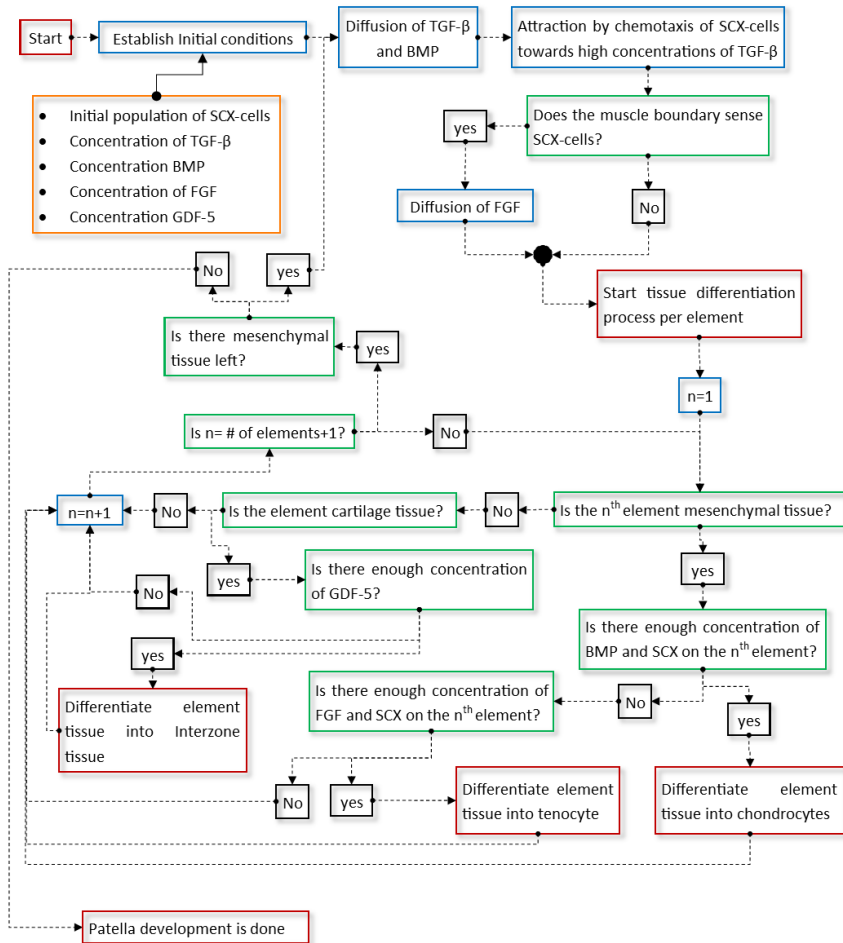 Start
Establish Initial conditions
Diffusion of TGF-β
and BMP
Attraction by chemotaxis of SCX-cells
towards high concentrations of TGF-β
• Initial population of SCX-cells
• Concentration of TGF-β
• Concentration BMP
• Concentration of FGF
• Concentration GDF-5
Does the muscle boundary sense
SCX-cells?
yes
No
Diffusion of FGF
Start tissue differentiation
process per element
n=1
No
yes
Is there mesenchymal
tissue left?
yes
Is n= # of elements+1?
No
n=n+1
No
Is the element cartilage tissue?
No
Is the nth element mesenchymal tissue?
yes
Is there enough concentration
of GDF-5?
No
yes
yes
Differentiate element
tissue into Interzone
tissue
Is there enough concentration of
BMP and SCX on the nth element?
No
yes
Is there enough concentration of
FGF and SCX on the nth element?
No
yes
Differentiate element
tissue into tenocyte
Differentiate element
tissue into chondrocytes
Patella development is done